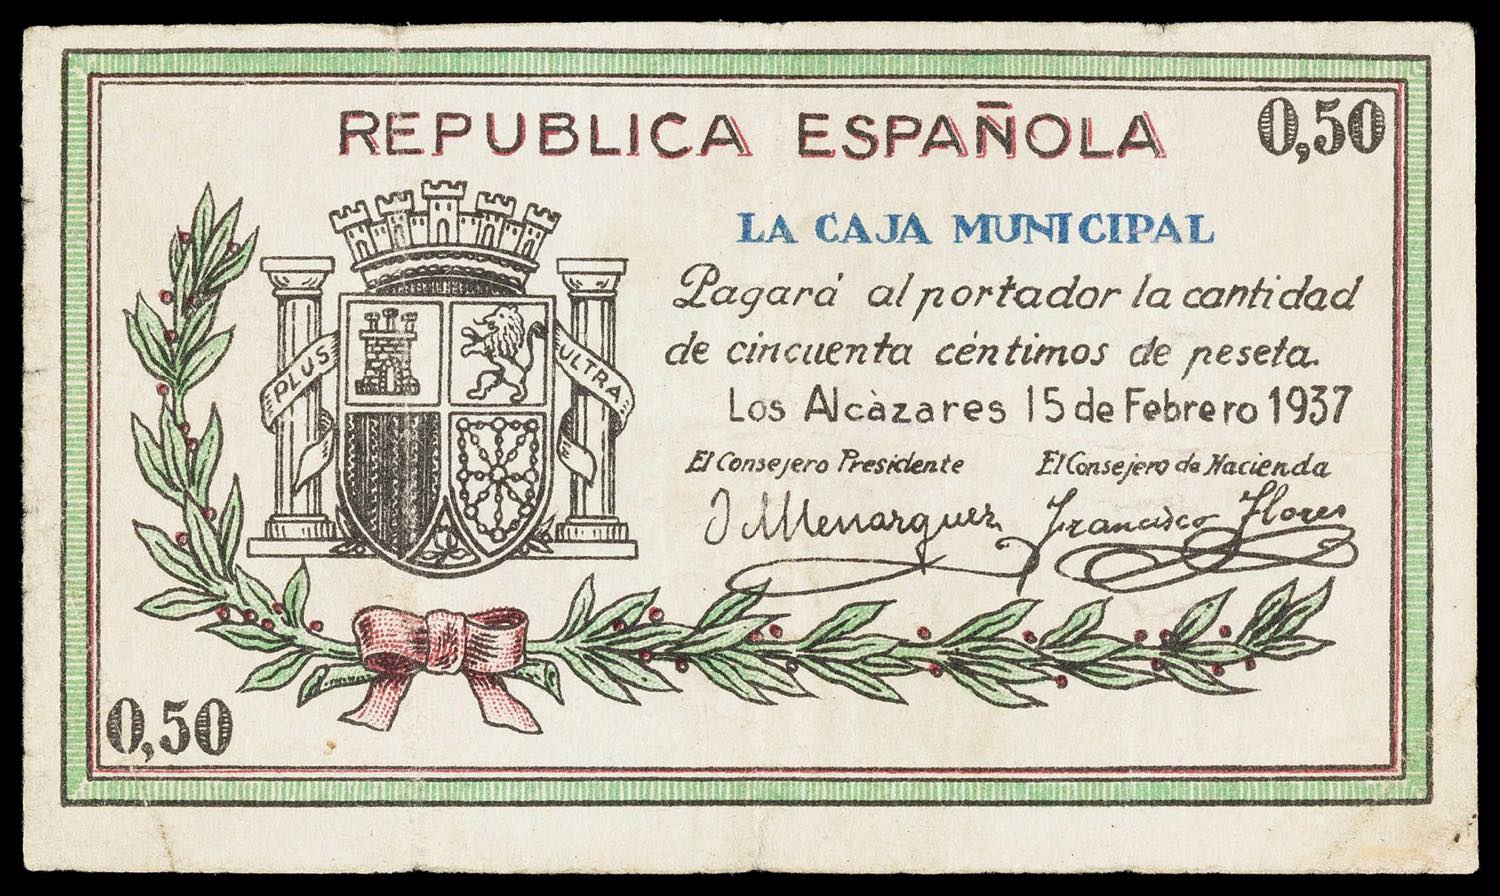 REPUBLICA ESPAÑOLA
0,50
LA CAJA MUNICIPAL
Pagará al portador la cantidad
de cincuenta céntimos de peseta.
Los Alcàzares 15 de Febrero 1937
El Consejero Presidente El Consejero de Hacienda
J Menarquez Francisco Flores
PLUS ULTRA
0,50